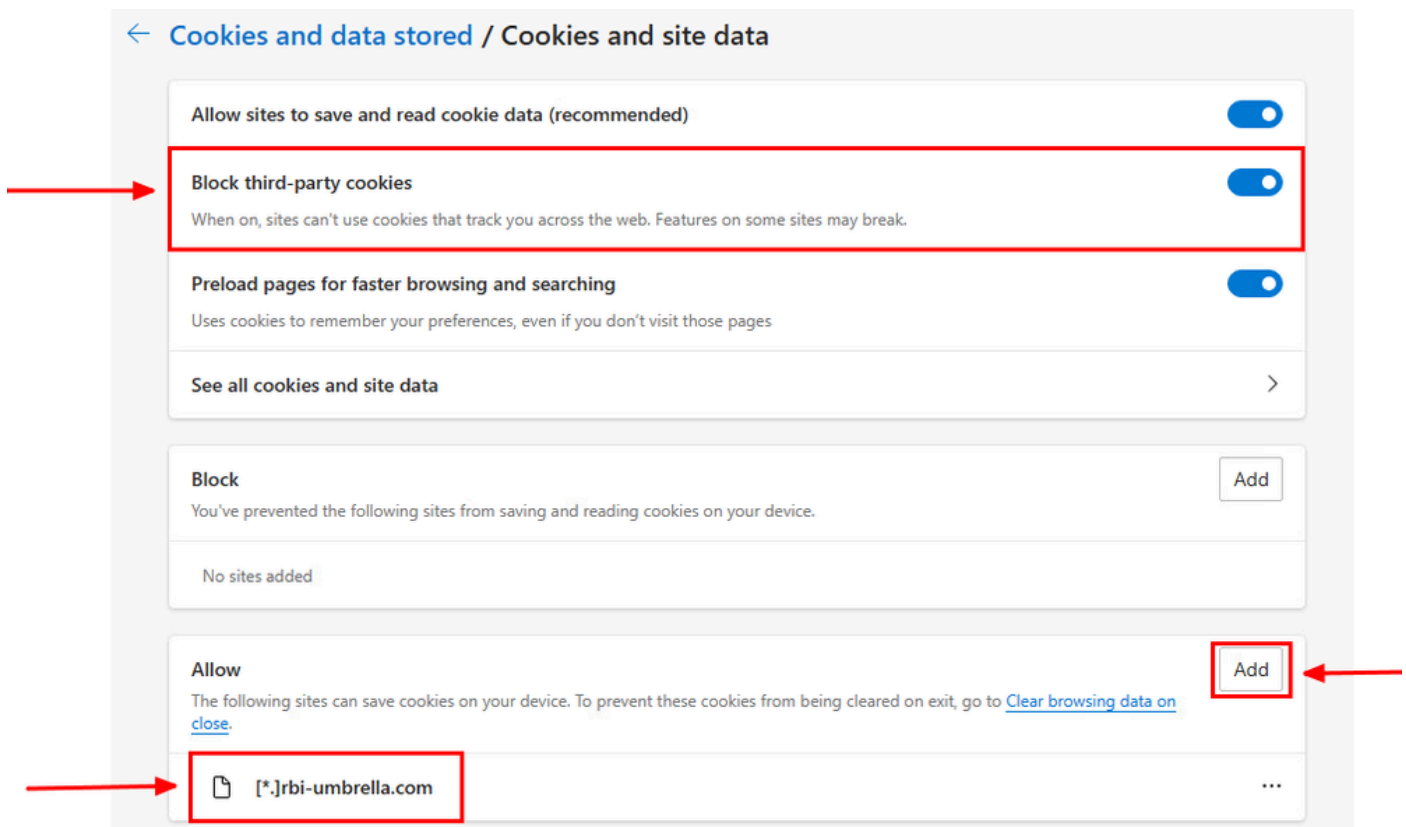 Cookies and data stored / Cookies and site data
Allow sites to save and read cookie data (recommended)
Block third-party cookies
When on, sites can't use cookies that track you across the web. Features on some sites may break.
Preload pages for faster browsing and searching
Uses cookies to remember your preferences, even if you don't visit those pages
See all cookies and site data
Block
Add
You've prevented the following sites from saving and reading cookies on your device.
No sites added
Allow
Add
The following sites can save cookies on your device. To prevent these cookies from being cleared on exit, go to Clear browsing data on
close.
[*.]rbi-umbrella.com